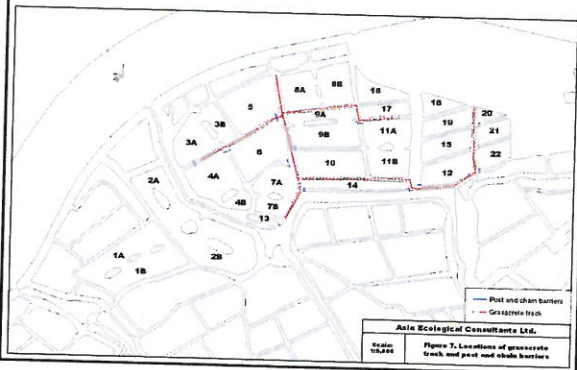 8A
8B
16
5
17
18
20
9A
3B
19
21
11A
9B
3A
6
15
22
10
11B
4A
2A
7A
12
14
4B
7B
13
2B
1A
1B
Post and chain barriers
Grasscrete track
Asia Ecological Consultants Ltd.
Scale:
Figure 7. Locations of grasscrete
track and post and chain barriers